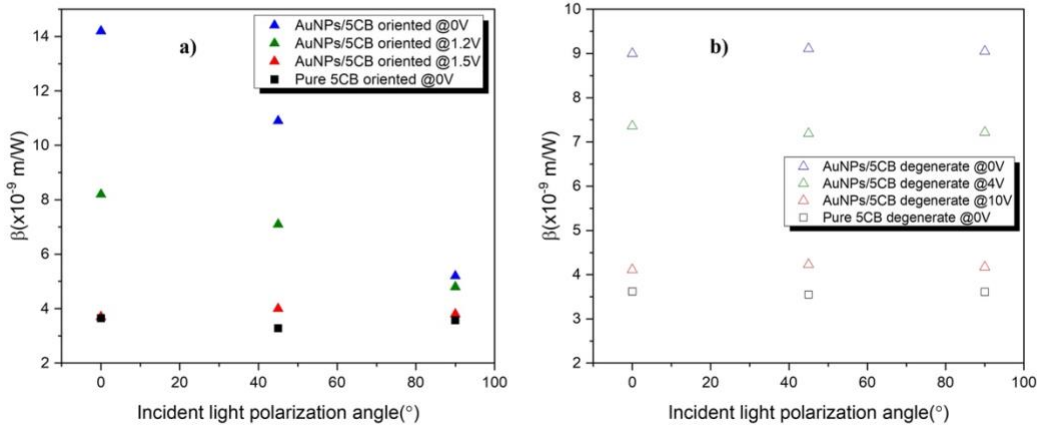 a)
AuNPs/5CB oriented @0V
AuNPs/5CB oriented @1.2V
AuNPs/5CB oriented @1.5V
Pure 5CB oriented @0V
14
12
10
8
6
4
2
β(x10⁻⁹ m/W)
0
20
40
60
80
100
Incident light polarization angle(°)
b)
AuNPs/5CB degenerate @0V
AuNPs/5CB degenerate @4V
AuNPs/5CB degenerate @10V
Pure 5CB degenerate @0V
10
9
8
7
6
5
4
3
2
β(x10⁻⁹ m/W)
0
20
40
60
80
100
Incident light polarization angle(°)